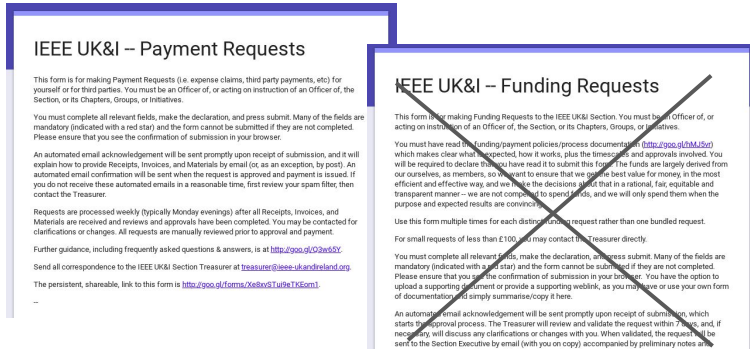 IEEE UK&I -- Payment Requests
This form is for making Payment Requests (i.e. expense claims, third party payments, etc) for
yourself or for third parties. You must be an Officer of, or acting on instruction of an Officer of, the
Section, or its Chapters, Groups, or Initiatives.
You must complete all relevant fields, make the declaration, and press submit. Many of the fields are
mandatory (indicated with a red star) and the form cannot be submitted if they are not completed.
Please ensure that you see the confirmation of submission in your browser.
An automated email acknowledgement will be sent promptly upon receipt of submission, and it will
explain how to provide Receipts, Invoices, and Materials by email (or, as an exception, by post). An
automated email confirmation will be sent when the request is approved and payment is issued. If
you do not receive these automated emails in a reasonable time, first review your spam filter, then
contact the Treasurer.
Requests are processed weekly (typically Monday evenings) after all Receipts, Invoices, and
Materials are received and reviews and approvals have been completed. You may be contacted for
clarifications or changes. All requests are manually reviewed prior to approval and payment.
Further guidance, including frequently asked questions & answers, is at http://goo.gl/Q3w65Y.
Send all correspondence to the IEEE UK&I Section Treasurer at treasurer@ieee-ukandireland.org.
The persistent, shareable, link to this form is http://goo.gl/forms/Xe8xvSTui9eTKEom1.
--
IEEE UK&I -- Funding Requests
This form is for making Funding Requests to the IEEE UK&I Section. You must be an Officer of, or
acting on instruction of an Officer of, the Section, or its Chapters, Groups, or Initiatives.
You must have read the funding/payment policies/process documentation (http://goo.gl/hMJ5vr)
which makes clear what is expected, how it works, plus the timescales and approvals involved. You
will be required to declare that you have read it to submit this form. The funds are largely derived from
our ourselves, as members, so we want to ensure that we get the best value for money, in the most
efficient and effective way, and we make the decisions about that in a rational, fair, equitable and
transparent manner -- we are not compelled to spend funds, and we will only spend them when the
purpose and expected results are convincing.
Use this form multiple times for each distinct funding request rather than one bundled request.
For small requests of less than £100, you may contact the Treasurer directly.
You must complete all relevant fields, make the declaration, and press submit. Many of the fields are
mandatory (indicated with a red star) and the form cannot be submitted if they are not completed.
Please ensure that you see the confirmation of submission in your browser. You have the option to
upload a supporting document or provide a supporting weblink, as you may have or use your own form
of documentation and simply summarise/copy it here.
An automated email acknowledgement will be sent promptly upon receipt of submission, which
starts the approval process. The Treasurer will review and validate the request within 7 days, and, if
necessary, will discuss any clarifications or changes with you. When validated, the request will be
sent to the Section Executive by email (with you on copy) accompanied by preliminary notes and